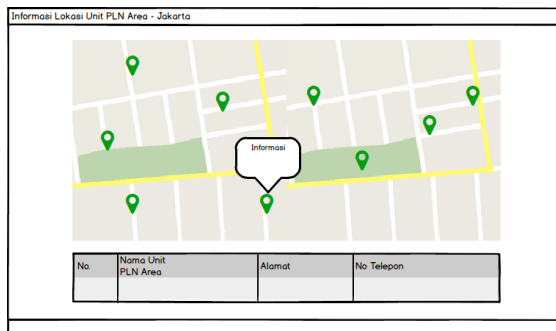 Informasi Lokasi Unit PLN Area - Jakarta
Informasi
No.
Nama Unit
PLN Area
Alamat
No Telepon